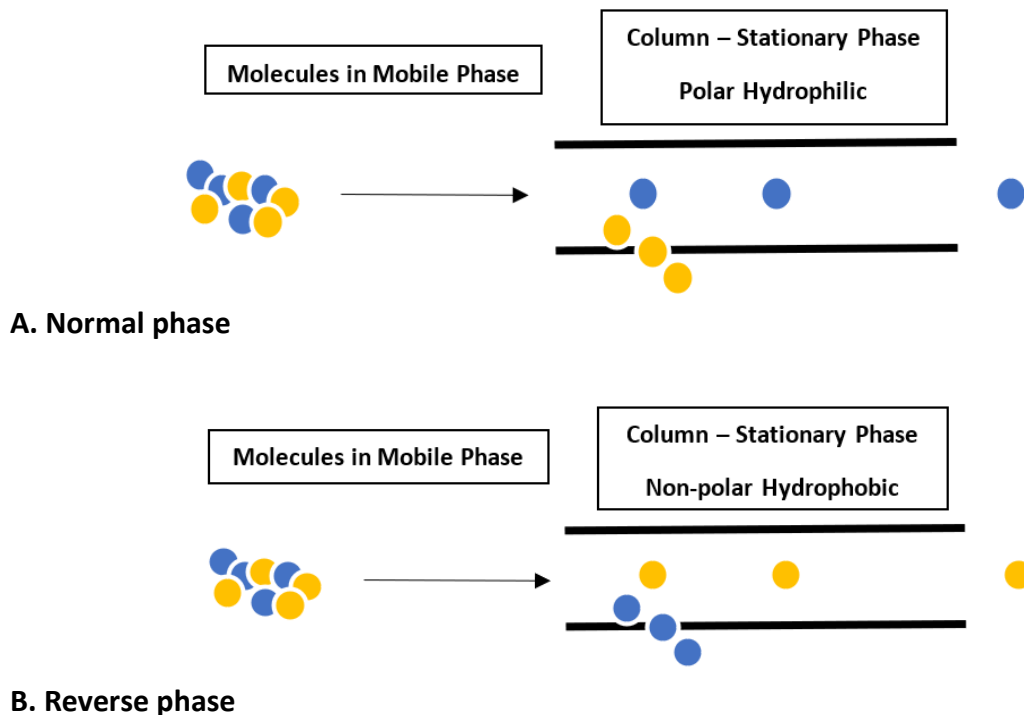 Column – Stationary Phase
Polar Hydrophilic
Molecules in Mobile Phase
A. Normal phase
Column – Stationary Phase
Non-polar Hydrophobic
Molecules in Mobile Phase
B. Reverse phase